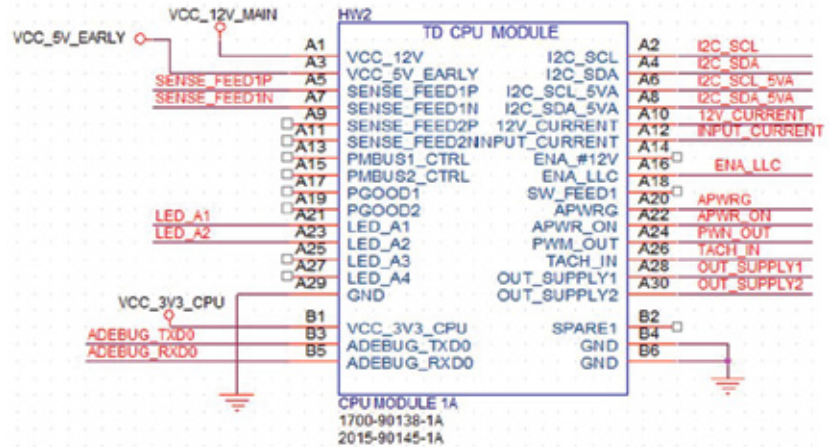 VCC_12V_MAIN
HW2
VCC_5V_EARLY
TD CPU MODULE
A1 VCC_12V I2C_SCL A2 I2C_SCL
A3 VCC_5V_EARLY I2C_SDA A4 I2C_SDA
SENSE_FEED1P A5 SENSE_FEED1P I2C_SCL_5VA A6 I2C_SCL_5VA
SENSE_FEED1N A7 SENSE_FEED1N I2C_SDA_5VA A8 I2C_SDA_5VA
A9 SENSE_FEED2P 12V_CURRENT A10 12V_CURRENT
A11 SENSE_FEED2N INPUT_CURRENT A12 INPUT_CURRENT
A13 PMBUS1_CTRL ENA_#12V A14
A15 PMBUS2_CTRL ENA_LLC A16 ENA_LLC
A17 PGOOD1 SW_FEED1 A18
A19 PGOOD2 APWRG A20 APWRG
LED_A1 A21 LED_A1 APWR_ON A22 APWR_ON
LED_A2 A23 LED_A2 PWM_OUT A24 PWN_OUT
A25 LED_A3 TACH_IN A26 TACH_IN
A27 LED_A4 OUT_SUPPLY1 A28 OUT_SUPPLY1
A29 GND OUT_SUPPLY2 A30 OUT_SUPPLY2
VCC_3V3_CPU
B1 VCC_3V3_CPU SPARE1 B2
ADEBUG_TXD0 B3 ADEBUG_TXD0 GND B4
ADEBUG_RXD0 B5 ADEBUG_RXD0 GND B6
CPU MODULE 1A
1700-90138-1A
2015-90145-1A